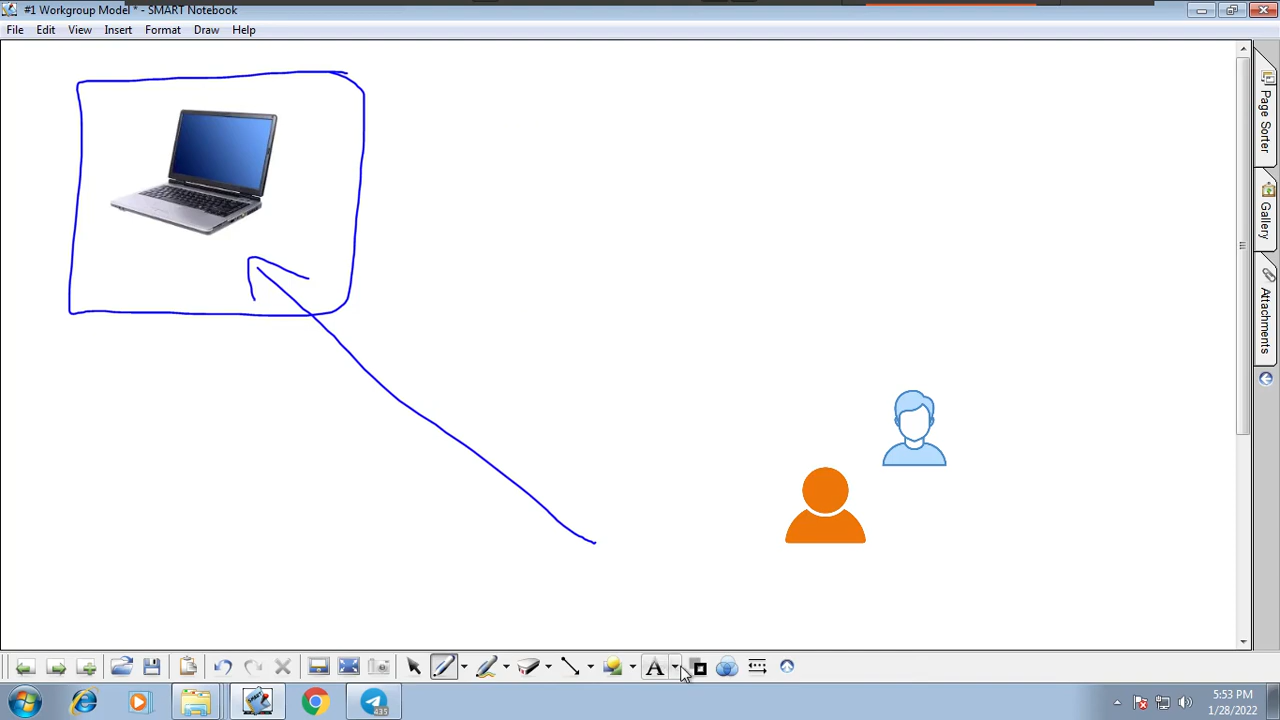 #1 Workgroup Model * - SMART Notebook
File Edit View Insert Format Draw Help
Page Sorter
Gallery
Attachments
A
435
5:53 PM
1/28/2022